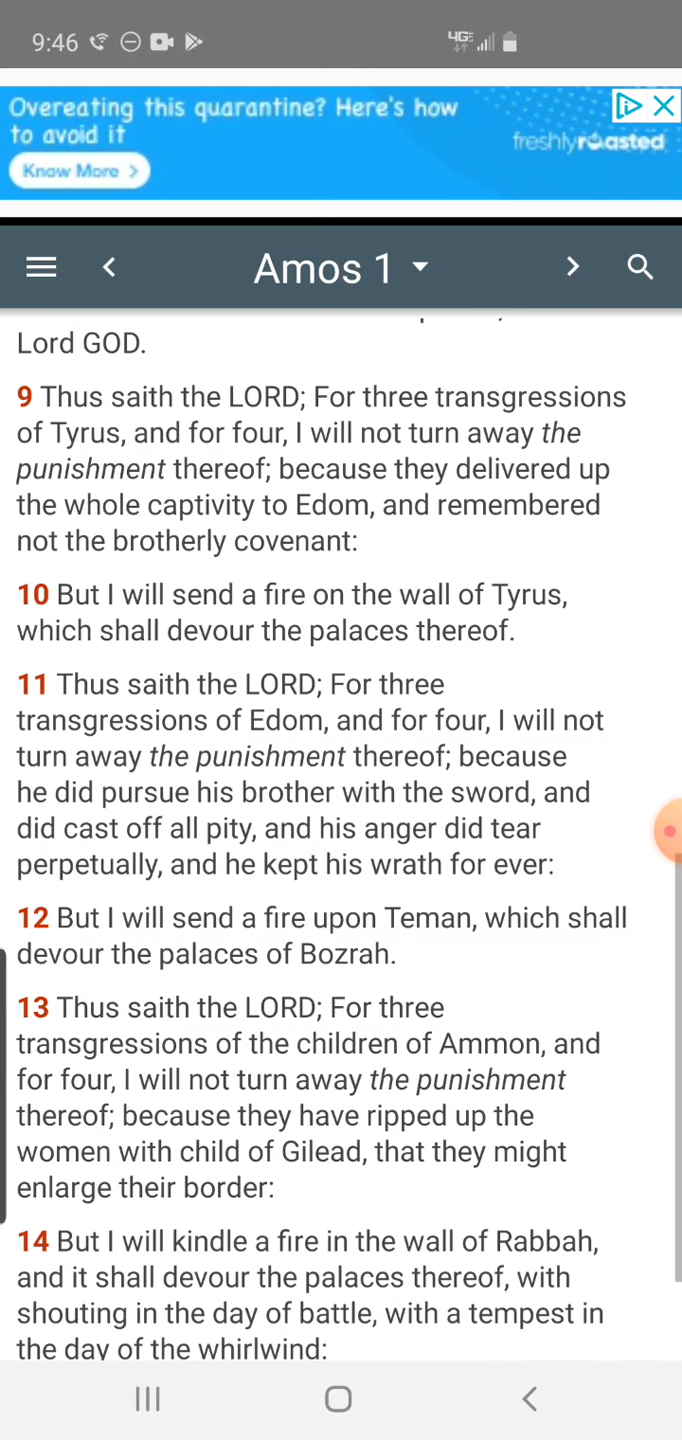 9:46
4GE
Overeating this quarantine? Here's how
to avoid it
freshlyroasted
Know More >
Amos 1
Lord GOD.
9 Thus saith the LORD; For three transgressions
of Tyrus, and for four, I will not turn away the
punishment thereof; because they delivered up
the whole captivity to Edom, and remembered
not the brotherly covenant:
10 But I will send a fire on the wall of Tyrus,
which shall devour the palaces thereof.
11 Thus saith the LORD; For three
transgressions of Edom, and for four, I will not
turn away the punishment thereof; because
he did pursue his brother with the sword, and
did cast off all pity, and his anger did tear
perpetually, and he kept his wrath for ever:
12 But I will send a fire upon Teman, which shall
devour the palaces of Bozrah.
13 Thus saith the LORD; For three
transgressions of the children of Ammon, and
for four, I will not turn away the punishment
thereof; because they have ripped up the
women with child of Gilead, that they might
enlarge their border:
14 But I will kindle a fire in the wall of Rabbah,
and it shall devour the palaces thereof, with
shouting in the day of battle, with a tempest in
the day of the whirlwind: